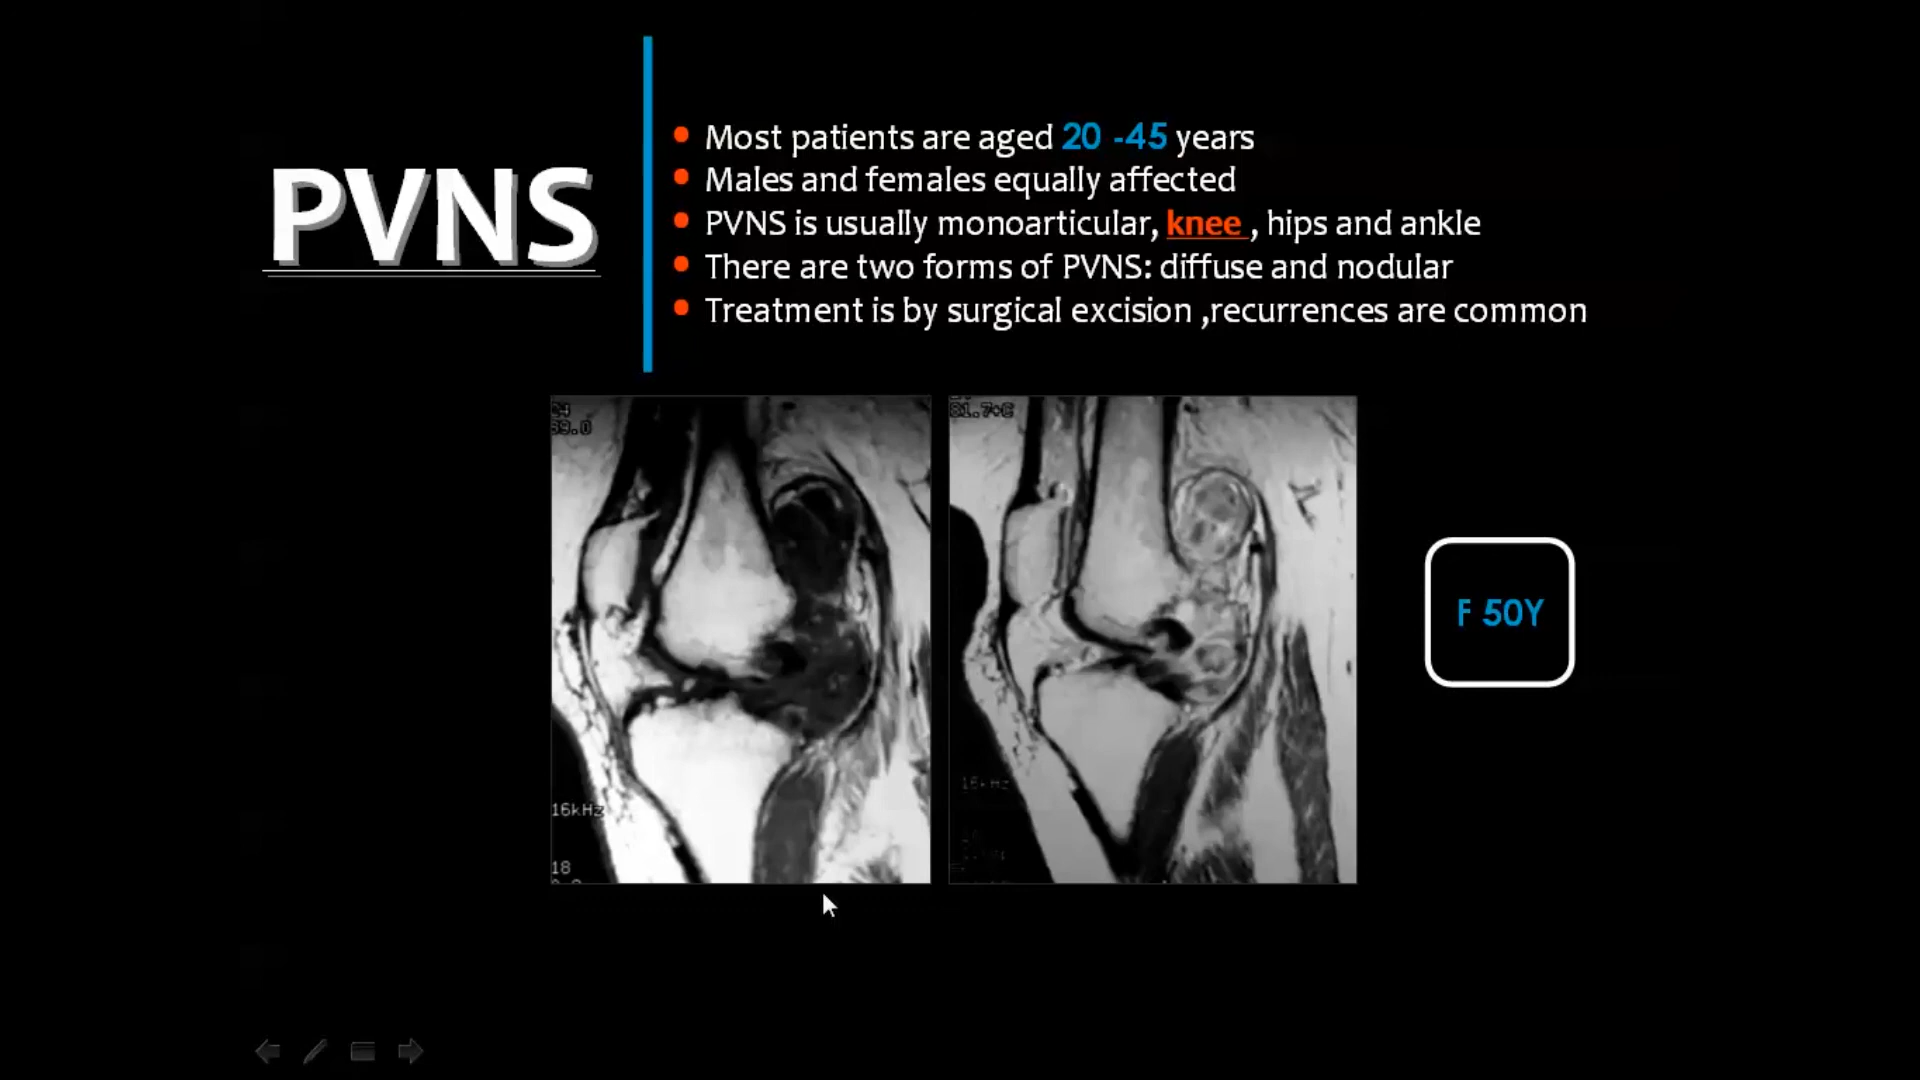 PVNS
Most patients are aged 20 -45 years
Males and females equally affected
PVNS is usually monoarticular, knee , hips and ankle
There are two forms of PVNS: diffuse and nodular
Treatment is by surgical excision ,recurrences are common
16kHz
18
F 50Y